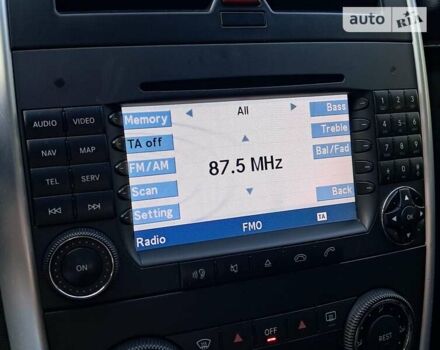 auto RIA
All
Memory
Bass
TA off
Treble
FM/AM
Bal/Fad
87.5 MHz
Scan
Back
Setting
Radio
FMO
TA
AUDIO
VIDEO
NAV
MAP
TEL
SERV
ON
OK
OFF
REST